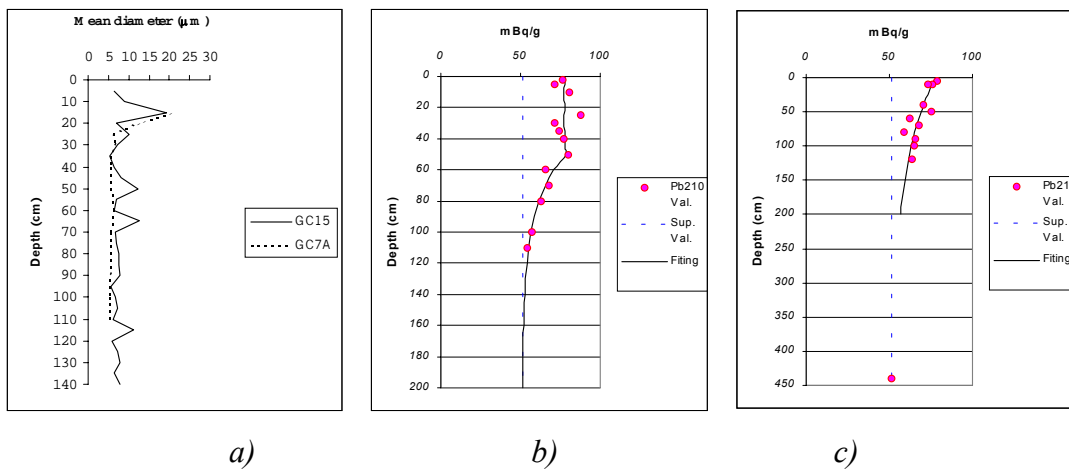 a)
Mean diameter (µm)
0 5 10 15 20 25 30
0
10
20
30
40
50
60
70
80
90
100
110
120
130
140
Depth (cm)
GC15
GC7A
mBq/g
0 50 100
0
20
40
60
80
100
120
140
160
180
200
Depth (cm)
Pb210
Val.
Sup.
Val.
Fiting
mBq/g
0 50 100
0
50
100
150
200
250
300
350
400
450
Depth (cm)
Pb21
Val.
Sup.
Val.
Fiting
a) b) c)